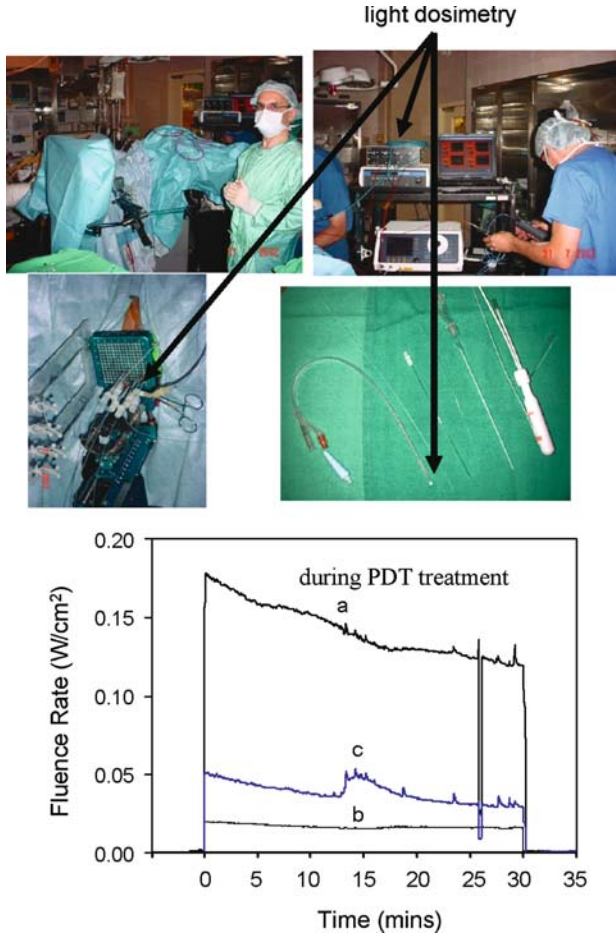 light dosimetry
during PDT treatment
a
c
b
Fluence Rate (W/cm²)
0.20
0.15
0.10
0.05
0.00
0 5 10 15 20 25 30 35
Time (mins)